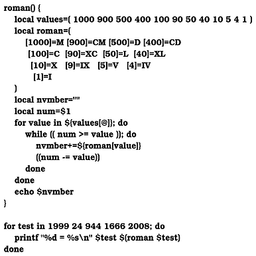 roman() {
local values=( 1000 900 500 400 100 90 50 40 10 5 4 1 )
local roman=(
[1000]=M [900]=CM [500]=D [400]=CD
[100]=C [90]=XC [50]=L [40]=XL
[10]=X [9]=IX [5]=V [4]=IV
[1]=I
)
local nvmber=""
local num=$1
for value in ${values[@]}; do
while (( num >= value )); do
nvmber+=${roman[value]}
((num -= value))
done
done
echo $nvmber
}
for test in 1999 24 944 1666 2008; do
printf "%d = %s\n" $test $(roman $test)
done